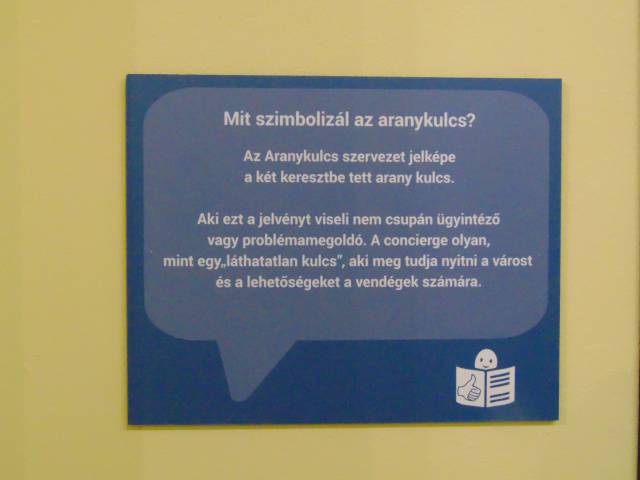 Mit szimbolizál az aranykulcs?
Az Aranykulcs szervezet jelképe
a két keresztbe tett arany kulcs.
Aki ezt a jelvényt viseli nem csupán ügyintéző
vagy problémamegoldó. A concierge olyan,
mint egy„láthatatlan kulcs”, aki meg tudja nyitni a várost
és a lehetőségeket a vendégek számára.